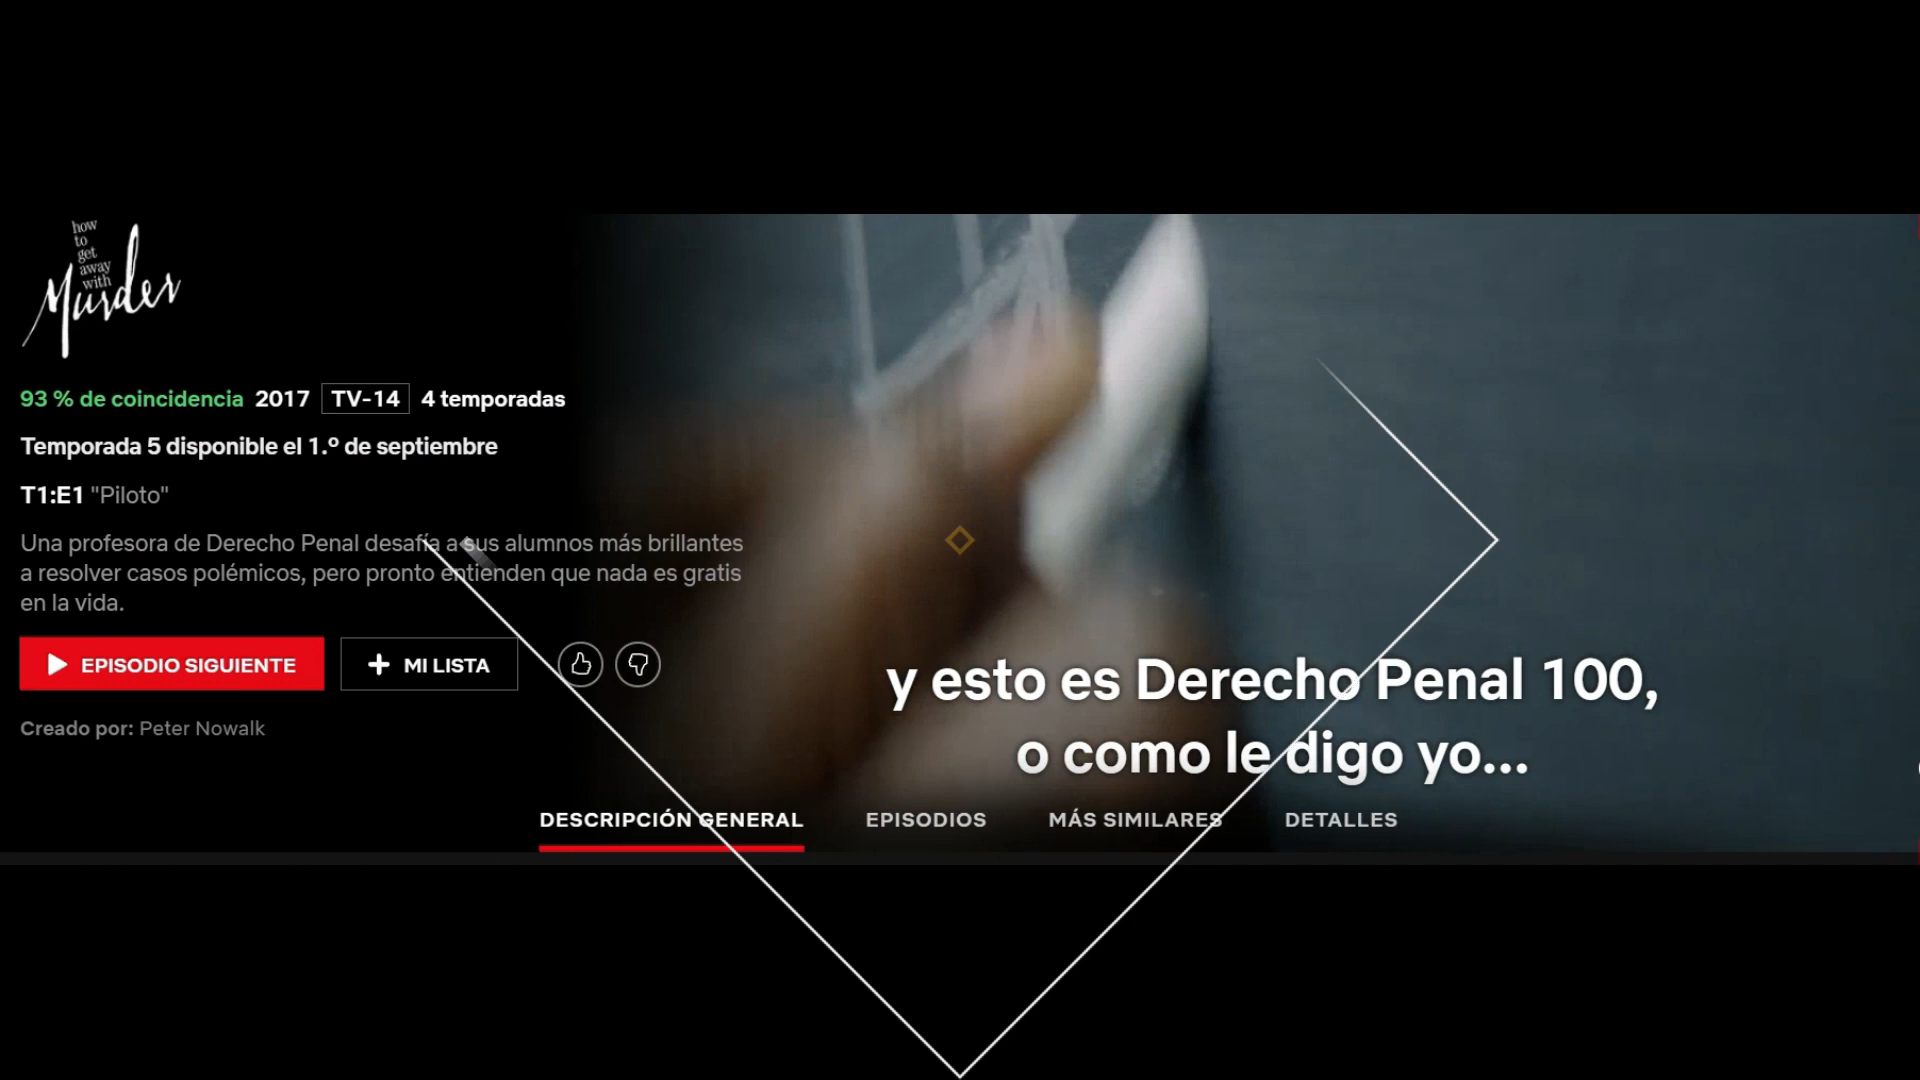 how
to
get
away
with
Murder
93 % de coincidencia 2017 TV-14 4 temporadas
Temporada 5 disponible el 1.º de septiembre
T1:E1 "Piloto"
Una profesora de Derecho Penal desafía a sus alumnos más brillantes
a resolver casos polémicos, pero pronto entienden que nada es gratis
en la vida.
EPISODIO SIGUIENTE MI LISTA
Creado por: Peter Nowalk
y esto es Derecho Penal 100,
o como le digo yo...
DESCRIPCIÓN GENERAL EPISODIOS MÁS SIMILARES DETALLES